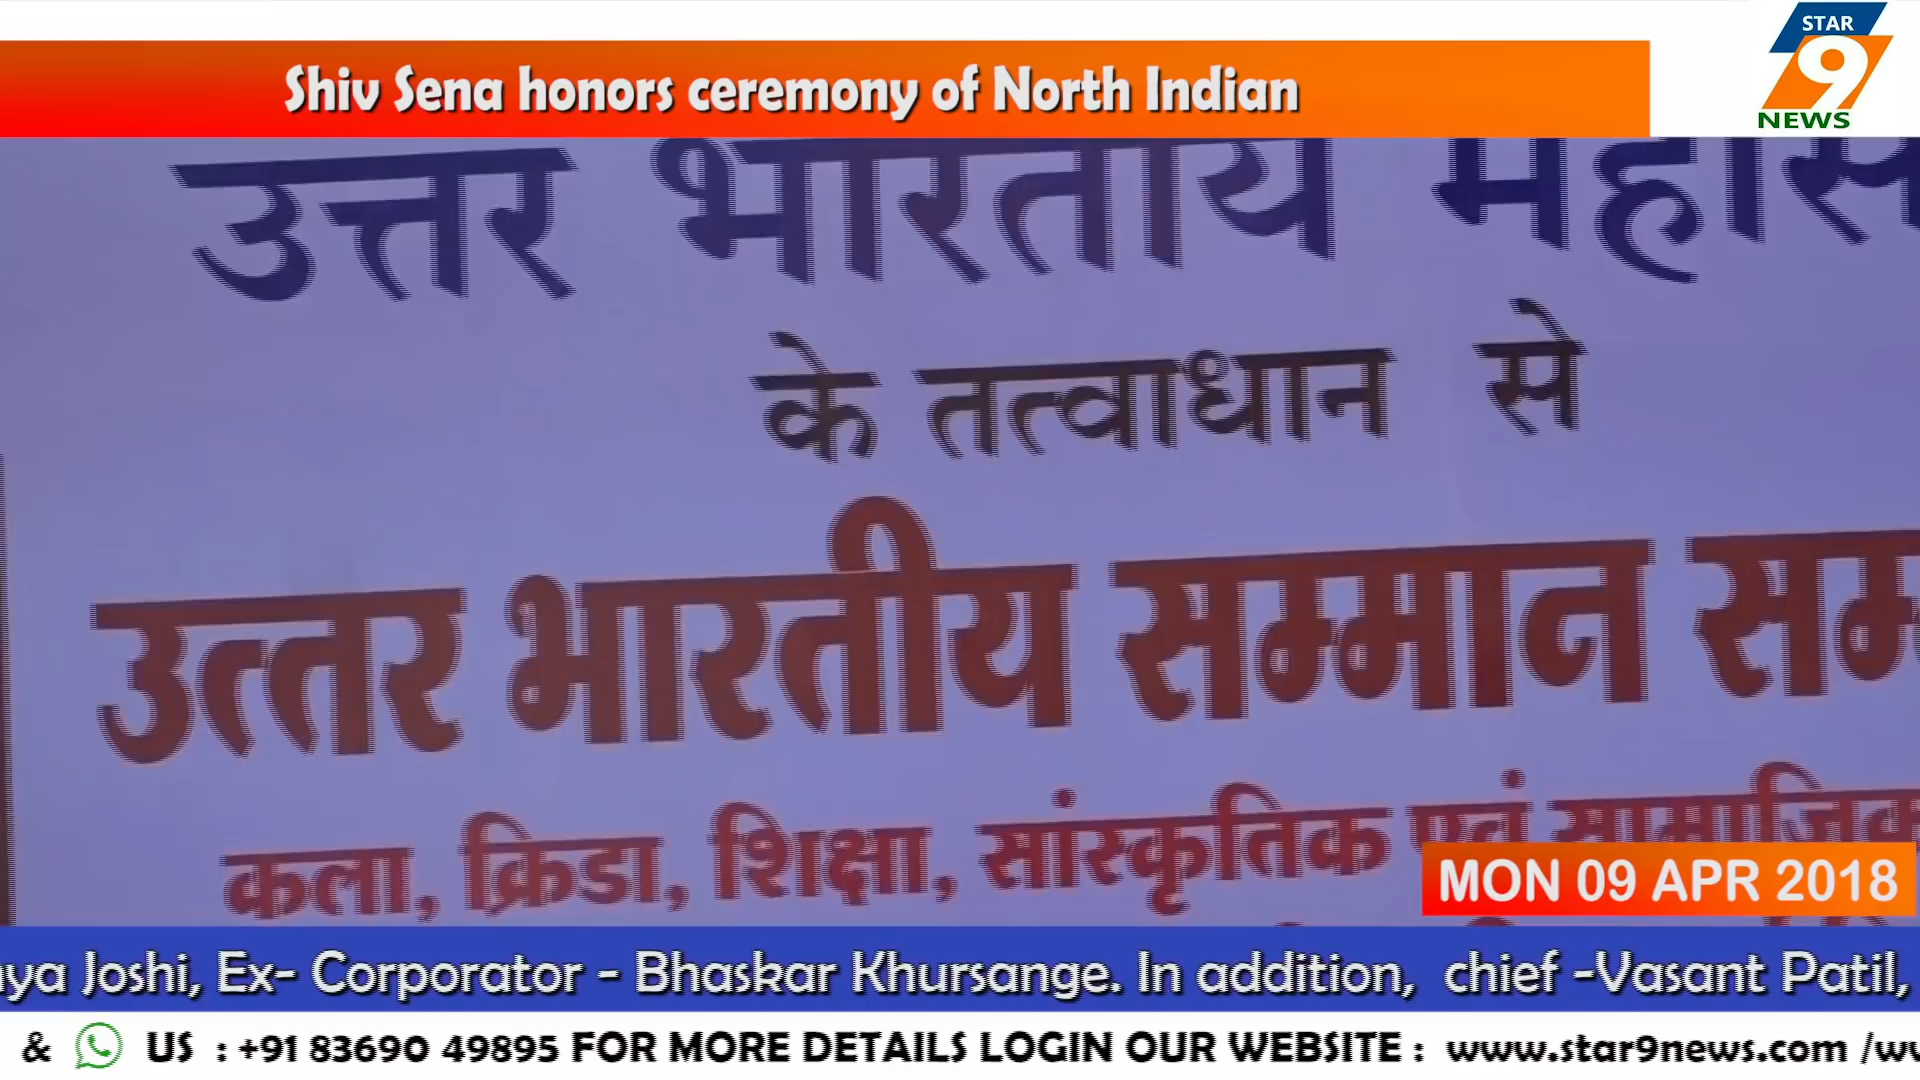 STAR
9
NEWS
Shiv Sena honors ceremony of North Indian
उत्तर भारतीय
के तत्वाधान से
उत्तर भारतीय सम्मान
कला, क्रिडा, शिक्षा, सांस्कृतिक एवं सामाजिक
MON 09 APR 2018
Joshi, Ex- Corporator - Bhaskar Khursange. In addition, chief -Vasant Patil,
& US : +91 83690 49895 FOR MORE DETAILS LOGIN OUR WEBSITE : www.star9news.com /